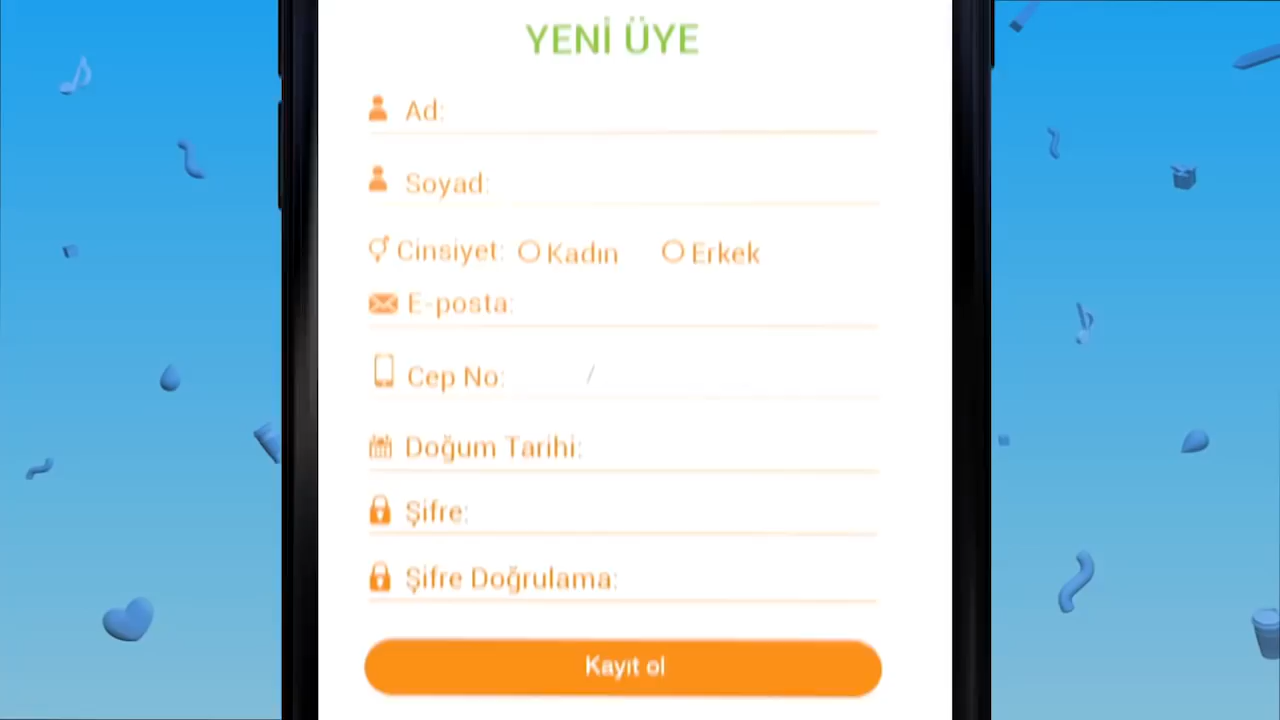 YENİ ÜYE
Ad:
Soyad:
Cinsiyet: Kadın Erkek
E-posta:
Cep No: /
Doğum Tarihi:
Şifre:
Şifre Doğrulama:
Kayıt ol